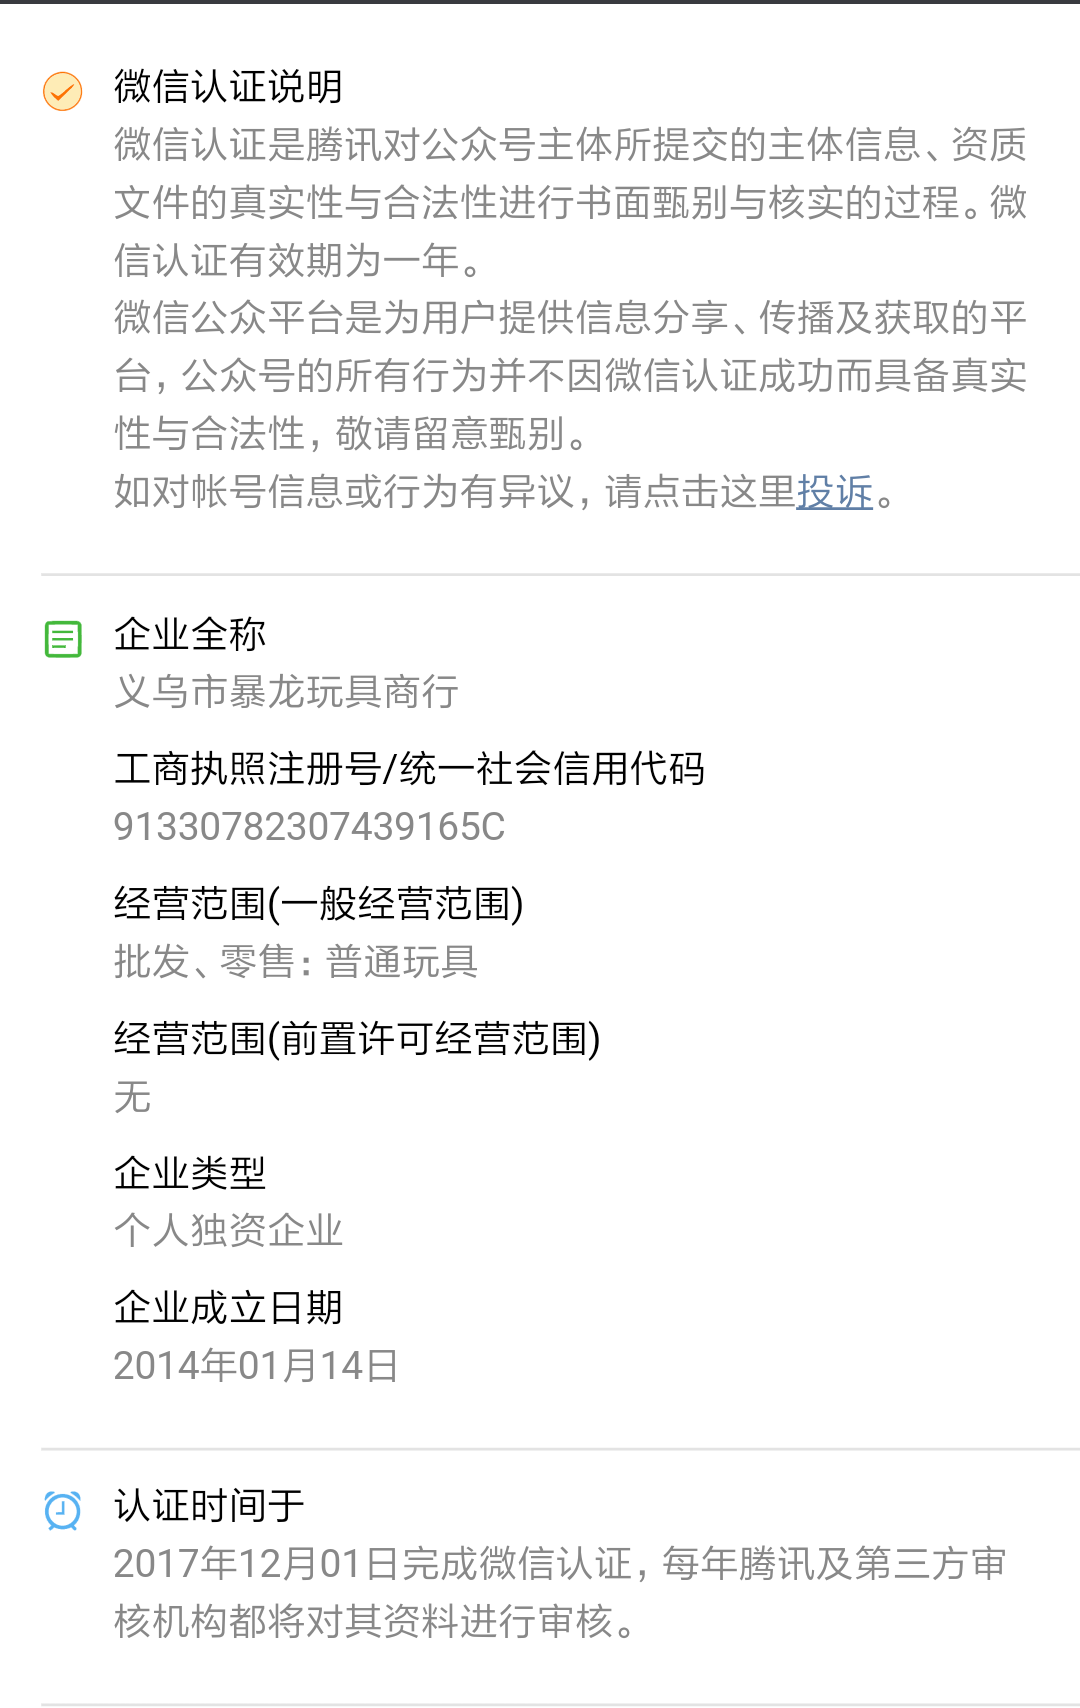 微信认证说明
微信认证是腾讯对公众号主体所提交的主体信息、资质
文件的真实性与合法性进行书面甄别与核实的过程。微
信认证有效期为一年。
微信公众平台是为用户提供信息分享、传播及获取的平
台，公众号的所有行为并不因微信认证成功而具备真实
性与合法性，敬请留意甄别。
如对帐号信息或行为有异议，请点击这里投诉。
企业全称
义乌市暴龙玩具商行
工商执照注册号/统一社会信用代码
91330782307439165C
经营范围(一般经营范围)
批发、零售：普通玩具
经营范围(前置许可经营范围)
无
企业类型
个人独资企业
企业成立日期
2014年01月14日
认证时间于
2017年12月01日完成微信认证，每年腾讯及第三方审
核机构都将对其资料进行审核。